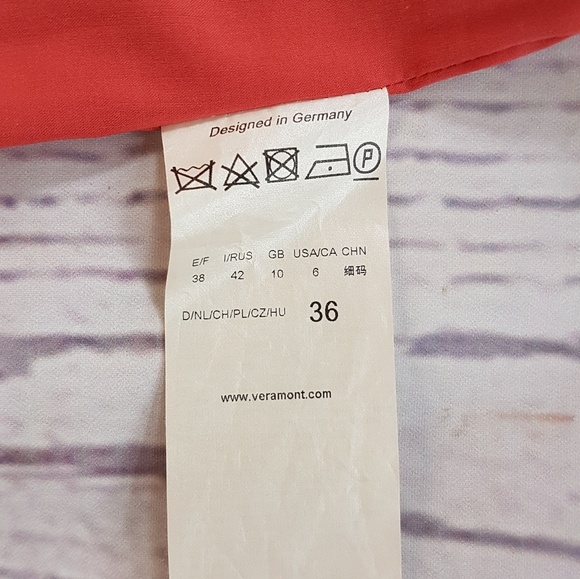 Designed in Germany
P
E/F I/RUS GB USA/CA CHN
38 42 10 6 细码
D/NL/CH/PL/CZ/HU 36
www.veramont.com